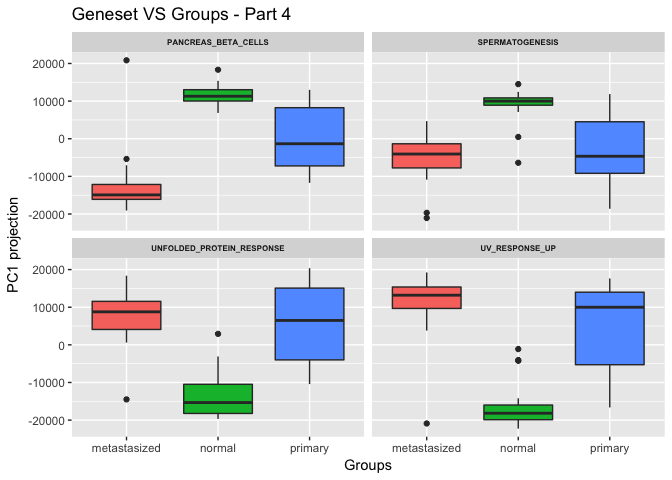 Geneset VS Groups - Part 4
PANCREAS_BETA_CELLS
SPERMATOGENESIS
20000
10000
0
-10000
-20000
UNFOLDED_PROTEIN_RESPONSE
UV_RESPONSE_UP
20000
10000
0
-10000
-20000
PC1 projection
metastasized normal primary
metastasized normal primary
Groups